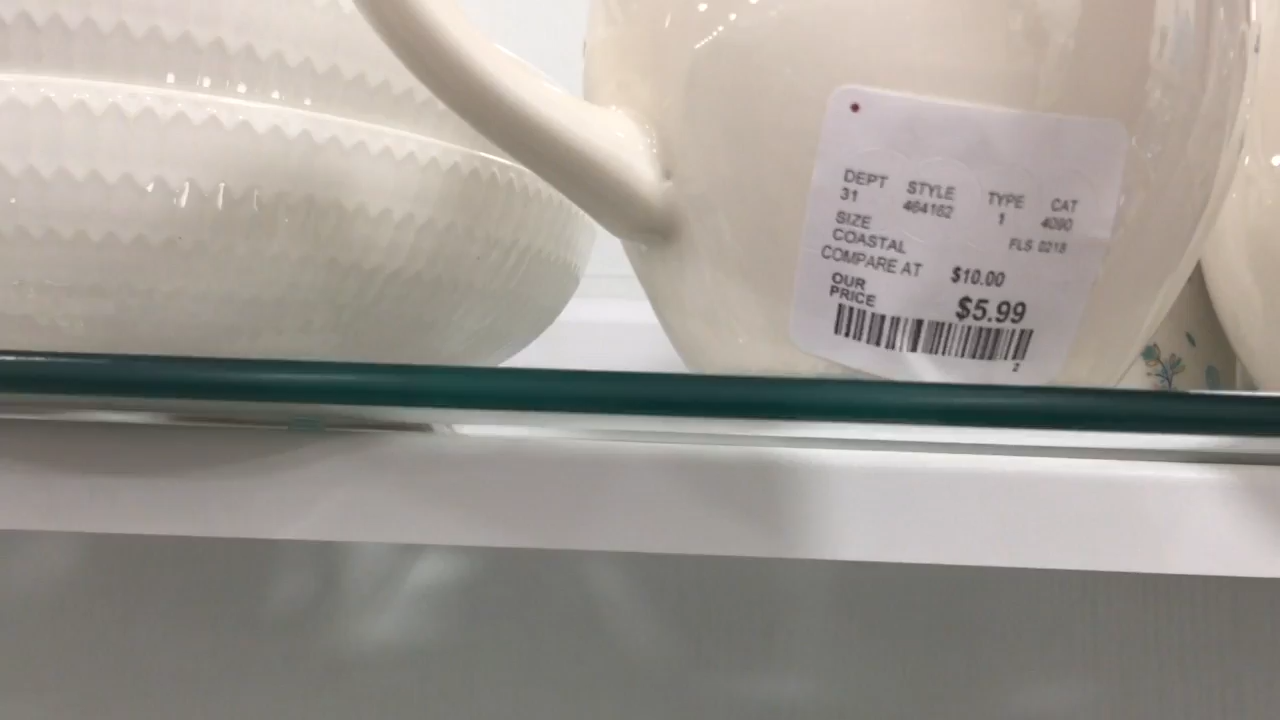 DEPT STYLE TYPE CAT
31 464162 1 4090
SIZE FLS 0218
COASTAL
COMPARE AT $10.00
OUR
PRICE $5.99
2